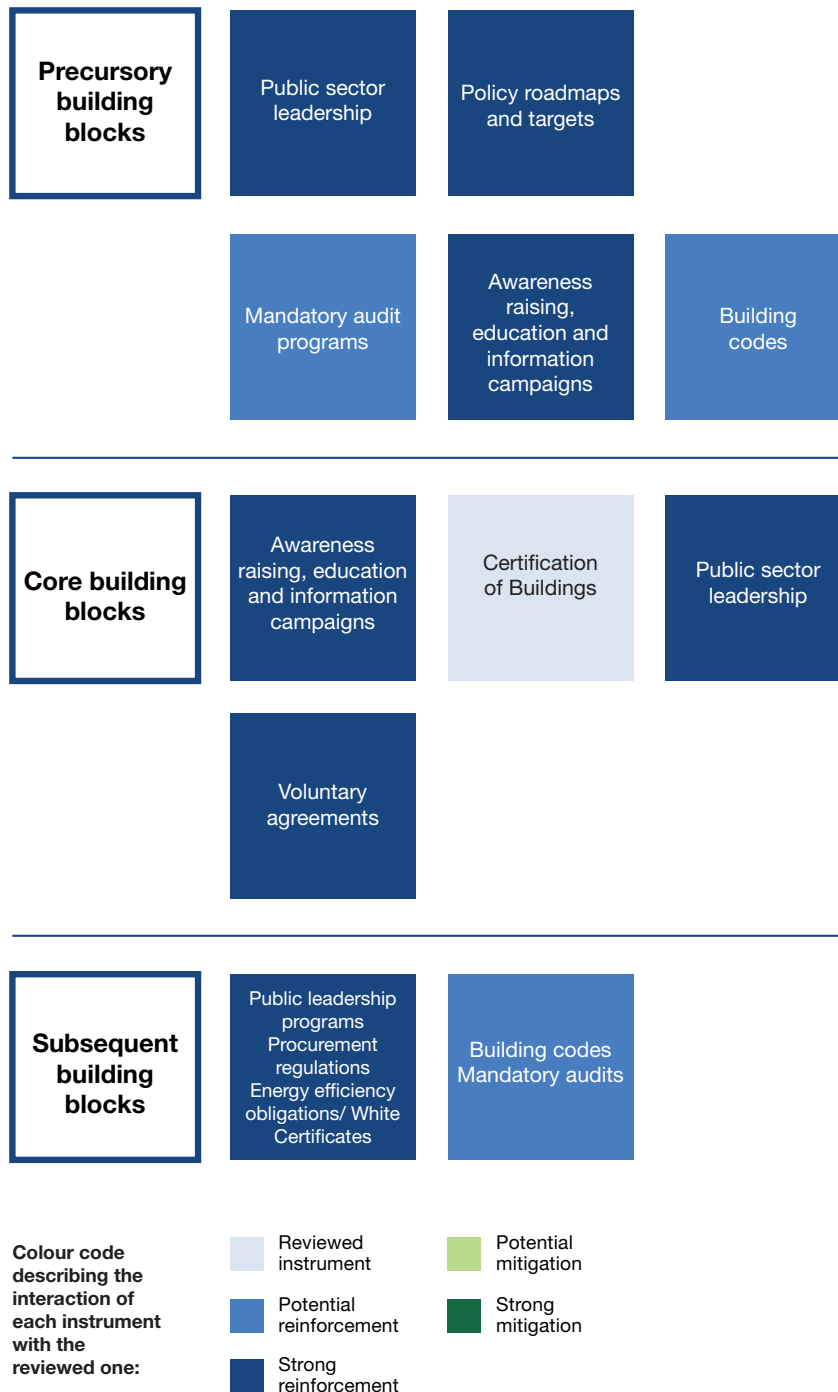 Precursory
building
blocks
Public sector
leadership
Policy roadmaps
and targets
Mandatory audit
programs
Awareness
raising,
education and
information
campaigns
Building
codes
Core building
blocks
Awareness
raising, education
and information
campaigns
Certification
of Buildings
Public sector
leadership
Voluntary
agreements
Subsequent
building
blocks
Public leadership
programs
Procurement
regulations
Energy efficiency
obligations/ White
Certificates
Building codes
Mandatory audits
Colour code
describing the
interaction of
each instrument
with the
reviewed one:
Reviewed
instrument
Potential
reinforcement
Strong
reinforcement
Potential
mitigation
Strong
mitigation